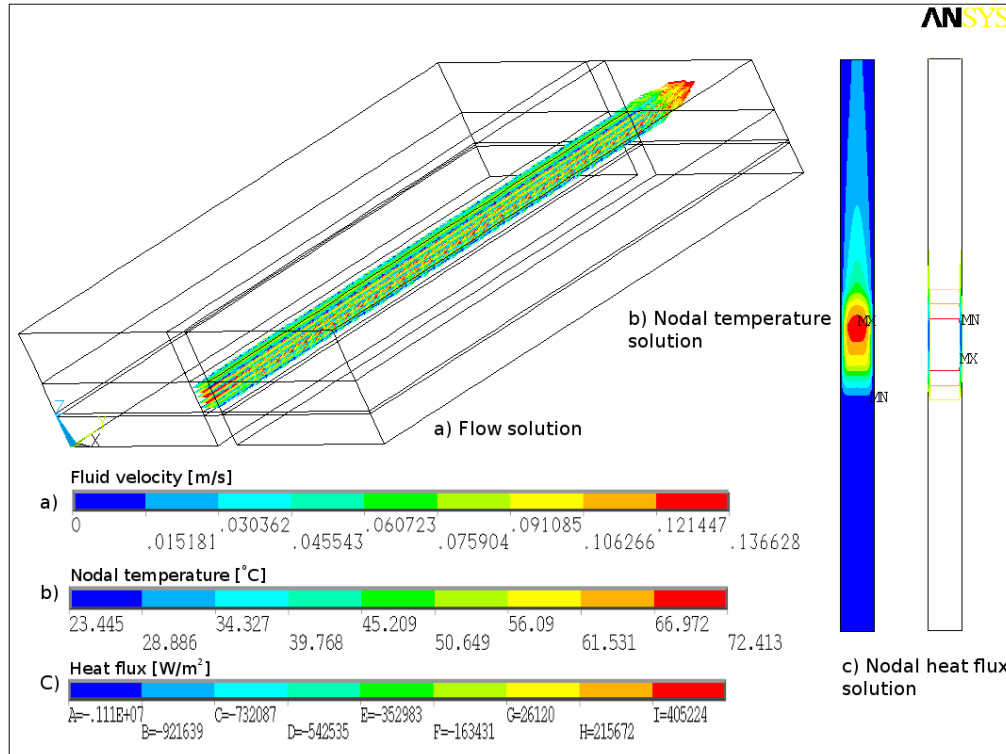 ANSYS
MX
MN
MN
MX
b) Nodal temperature
solution
Z
Y
X
a) Flow solution
c) Nodal heat flux
solution
Fluid velocity [m/s]
a)
0 .030362 .060723 .091085 .121447
.015181 .045543 .075904 .106266 .136628
Nodal temperature [°C]
b)
23.445 34.327 45.209 56.09 66.972
28.886 39.768 50.649 61.531 72.413
Heat flux [W/m²]
C)
A=-.111E+07 C=-732087 E=-352983 G=26120 I=405224
B=-921639 D=-542535 F=-163431 H=215672